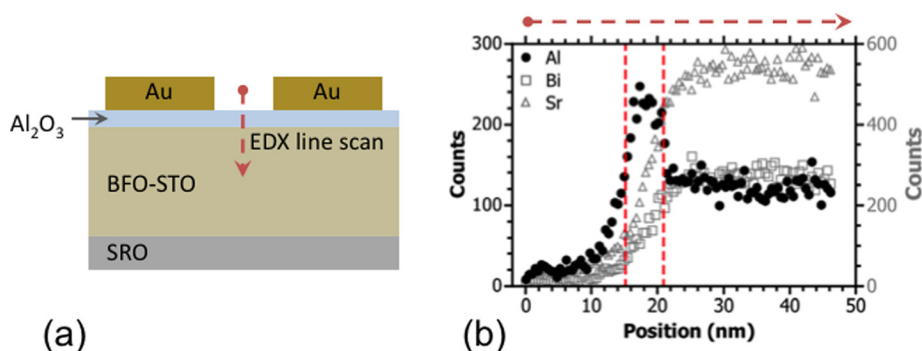 (a)
Au
Au
Al₂O₃
EDX line scan
BFO-STO
SRO
(b)
300
200
100
0
Counts
Al
Bi
Sr
600
400
200
0
Counts
0
10
20
30
40
50
Position (nm)